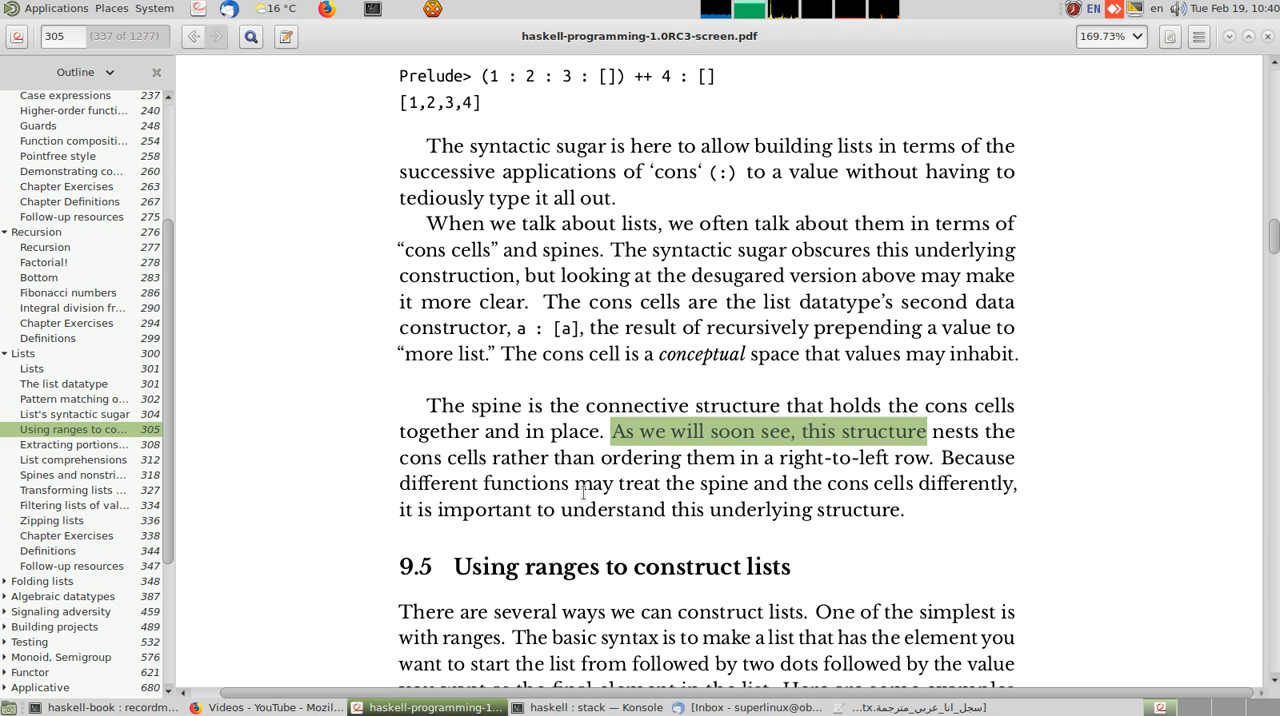 Applications Places System 16 °C EN en Tue Feb 19, 10:40
305 (337 of 1277) haskell-programming-1.0RC3-screen.pdf 169.73%
Outline
Case expressions 237
Higher-order functi... 240
Guards 248
Function compositi... 254
Pointfree style 258
Demonstrating co... 260
Chapter Exercises 263
Chapter Definitions 272
Follow-up resources 275
Recursion 276
Recursion 277
Factorial! 278
Bottom 283
Fibonacci numbers 286
Integral division fr... 290
Chapter Exercises 294
Definitions 299
Lists 300
Lists 301
The list datatype 301
Pattern matching o... 302
List's syntactic sugar 304
Using ranges to co... 305
Extracting portions... 308
List comprehensions 312
Spines and nonstri... 318
Transforming lists ... 327
Filtering lists of val... 334
Zipping lists 336
Chapter Exercises 338
Definitions 344
Follow-up resources 347
Folding lists 348
Algebraic datatypes 387
Signaling adversity 459
Building projects 489
Testing 532
Monoid, Semigroup 576
Functor 621
Applicative 680
Prelude> (1 : 2 : 3 : []) ++ 4 : []
[1,2,3,4]
The syntactic sugar is here to allow building lists in terms of the
successive applications of ‘cons‘ (:) to a value without having to
tediously type it all out.
When we talk about lists, we often talk about them in terms of
“cons cells” and spines. The syntactic sugar obscures this underlying
construction, but looking at the desugared version above may make
it more clear. The cons cells are the list datatype’s second data
constructor, a : [a], the result of recursively prepending a value to
“more list.” The cons cell is a conceptual space that values may inhabit.
The spine is the connective structure that holds the cons cells
together and in place. As we will soon see, this structure nests the
cons cells rather than ordering them in a right-to-left row. Because
different functions may treat the spine and the cons cells differently,
it is important to understand this underlying structure.
9.5 Using ranges to construct lists
There are several ways we can construct lists. One of the simplest is
with ranges. The basic syntax is to make a list that has the element you
want to start the list from followed by two dots followed by the value
haskell-book : recordm... Videos - YouTube - Mozil... haskell-programming-1.... haskell : stack — Konsole [Inbox - superlinux@ob... ...سجل_انا_عربي_مترجمة.tx]